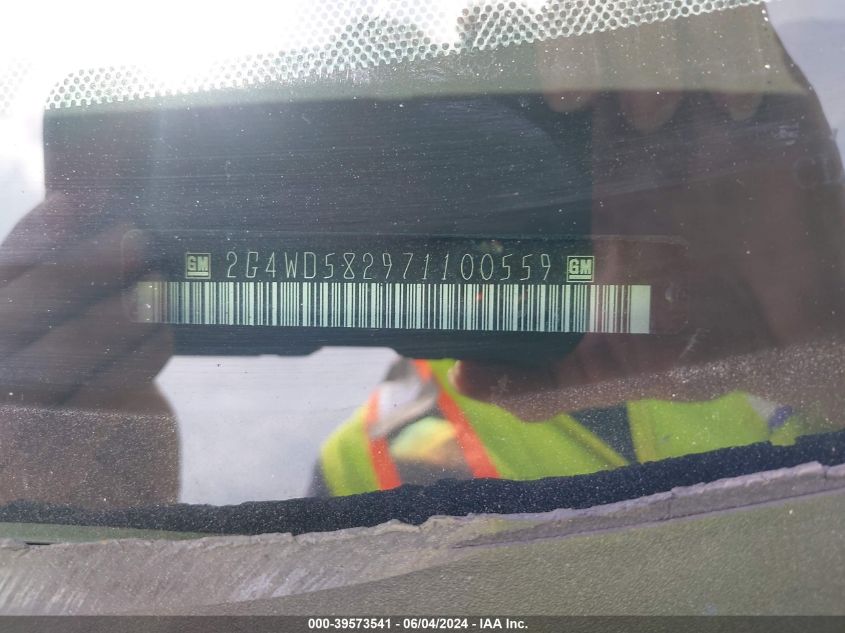 GM 2G4WD582971100559 GM
000-39573541 - 06/04/2024 - IAA Inc.